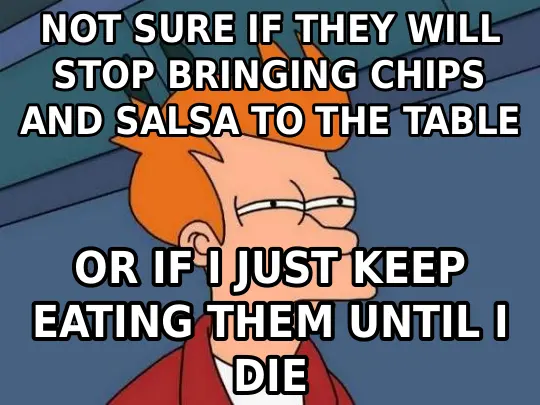 NOT SURE IF THEY WILL
STOP BRINGING CHIPS
AND SALSA TO THE TABLE
OR IF I JUST KEEP
EATING THEM UNTIL I
DIE